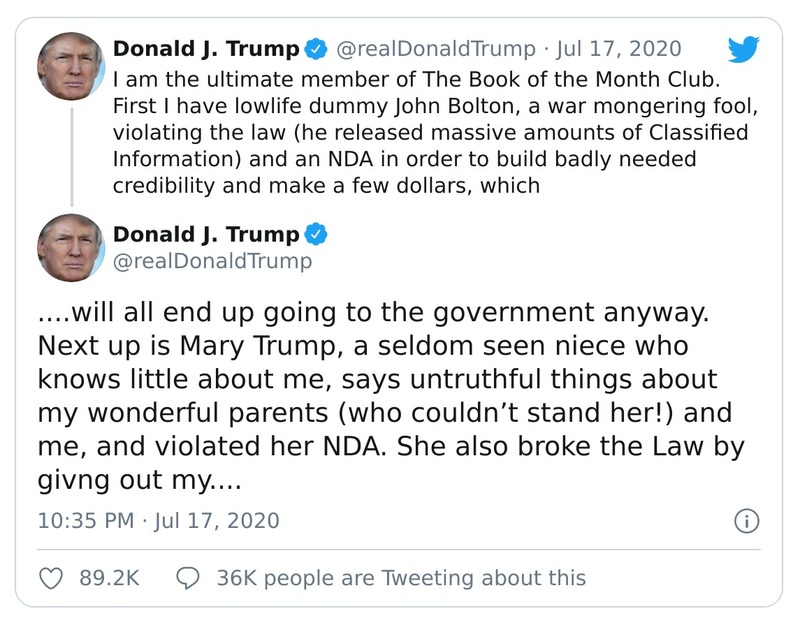 Donald J. Trump @realDonaldTrump · Jul 17, 2020
I am the ultimate member of The Book of the Month Club.
First I have lowlife dummy John Bolton, a war mongering fool,
violating the law (he released massive amounts of Classified
Information) and an NDA in order to build badly needed
credibility and make a few dollars, which
Donald J. Trump
@realDonaldTrump
....will all end up going to the government anyway.
Next up is Mary Trump, a seldom seen niece who
knows little about me, says untruthful things about
my wonderful parents (who couldn’t stand her!) and
me, and violated her NDA. She also broke the Law by
givng out my....
10:35 PM · Jul 17, 2020
89.2K 36K people are Tweeting about this